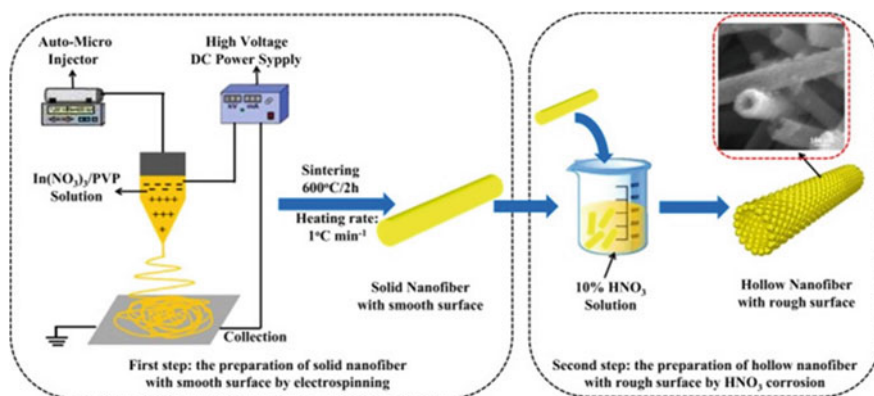 Auto-Micro
Injector
High Voltage
DC Power Sypply
In(NO₃)₃/PVP
Solution
Sintering
600°C/2h
Heating rate:
1°C min⁻¹
Solid Nanofiber
with smooth surface
Collection
First step: the preparation of solid nanofiber
with smooth surface by electrospinning
10% HNO₃
Solution
Hollow Nanofiber
with rough surface
Second step: the preparation of hollow nanofiber
with rough surface by HNO₃ corrosion